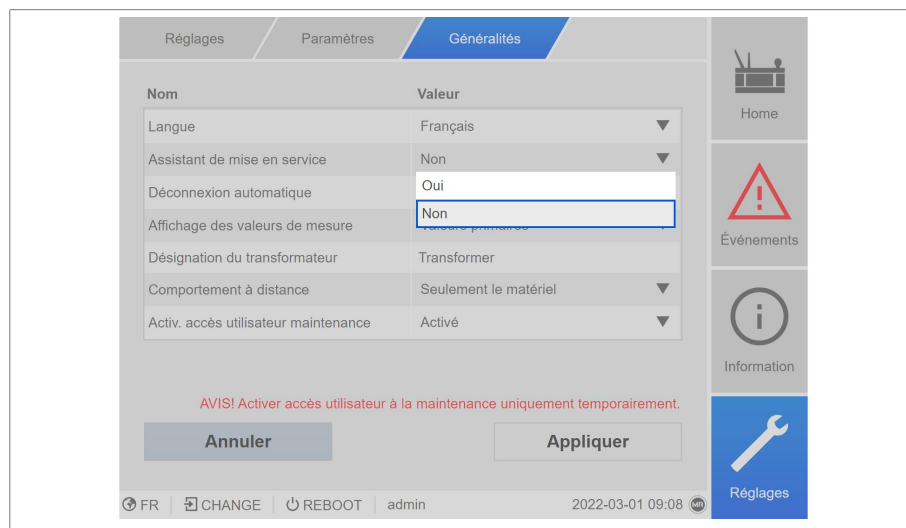 Réglages Paramètres Généralités
Nom Valeur
Langue Français
Assistant de mise en service Non
Déconnexion automatique Oui
Non
Affichage des valeurs de mesure Valeurs primaires
Désignation du transformateur Transformer
Comportement à distance Seulement le matériel
Activ. accès utilisateur maintenance Activé
AVIS! Activer accès utilisateur à la maintenance uniquement temporairement.
Annuler Appliquer
FR CHANGE REBOOT admin 2022-03-01 09:08 MR
Home
Événements
Information
Réglages